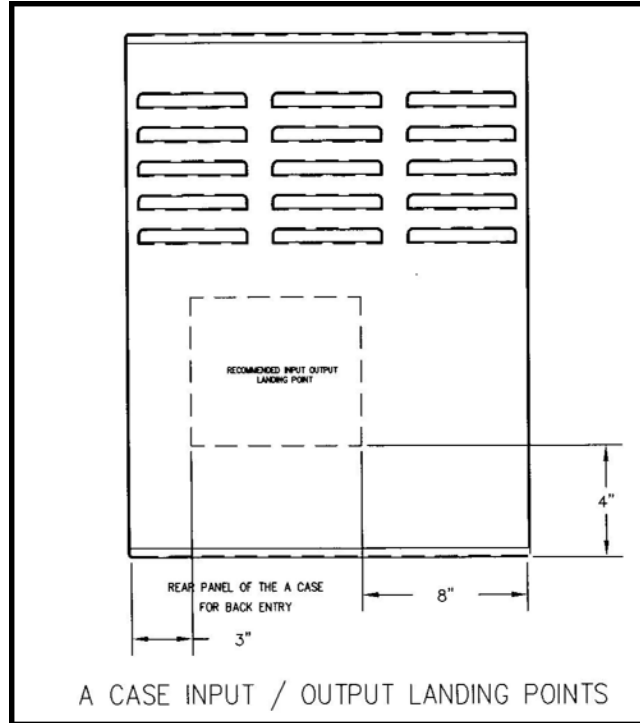 RECOMMENDED INPUT OUTPUT
LANDING POINT
4"
REAR PANEL OF THE A CASE
FOR BACK ENTRY
8"
3"
A CASE INPUT / OUTPUT LANDING POINTS